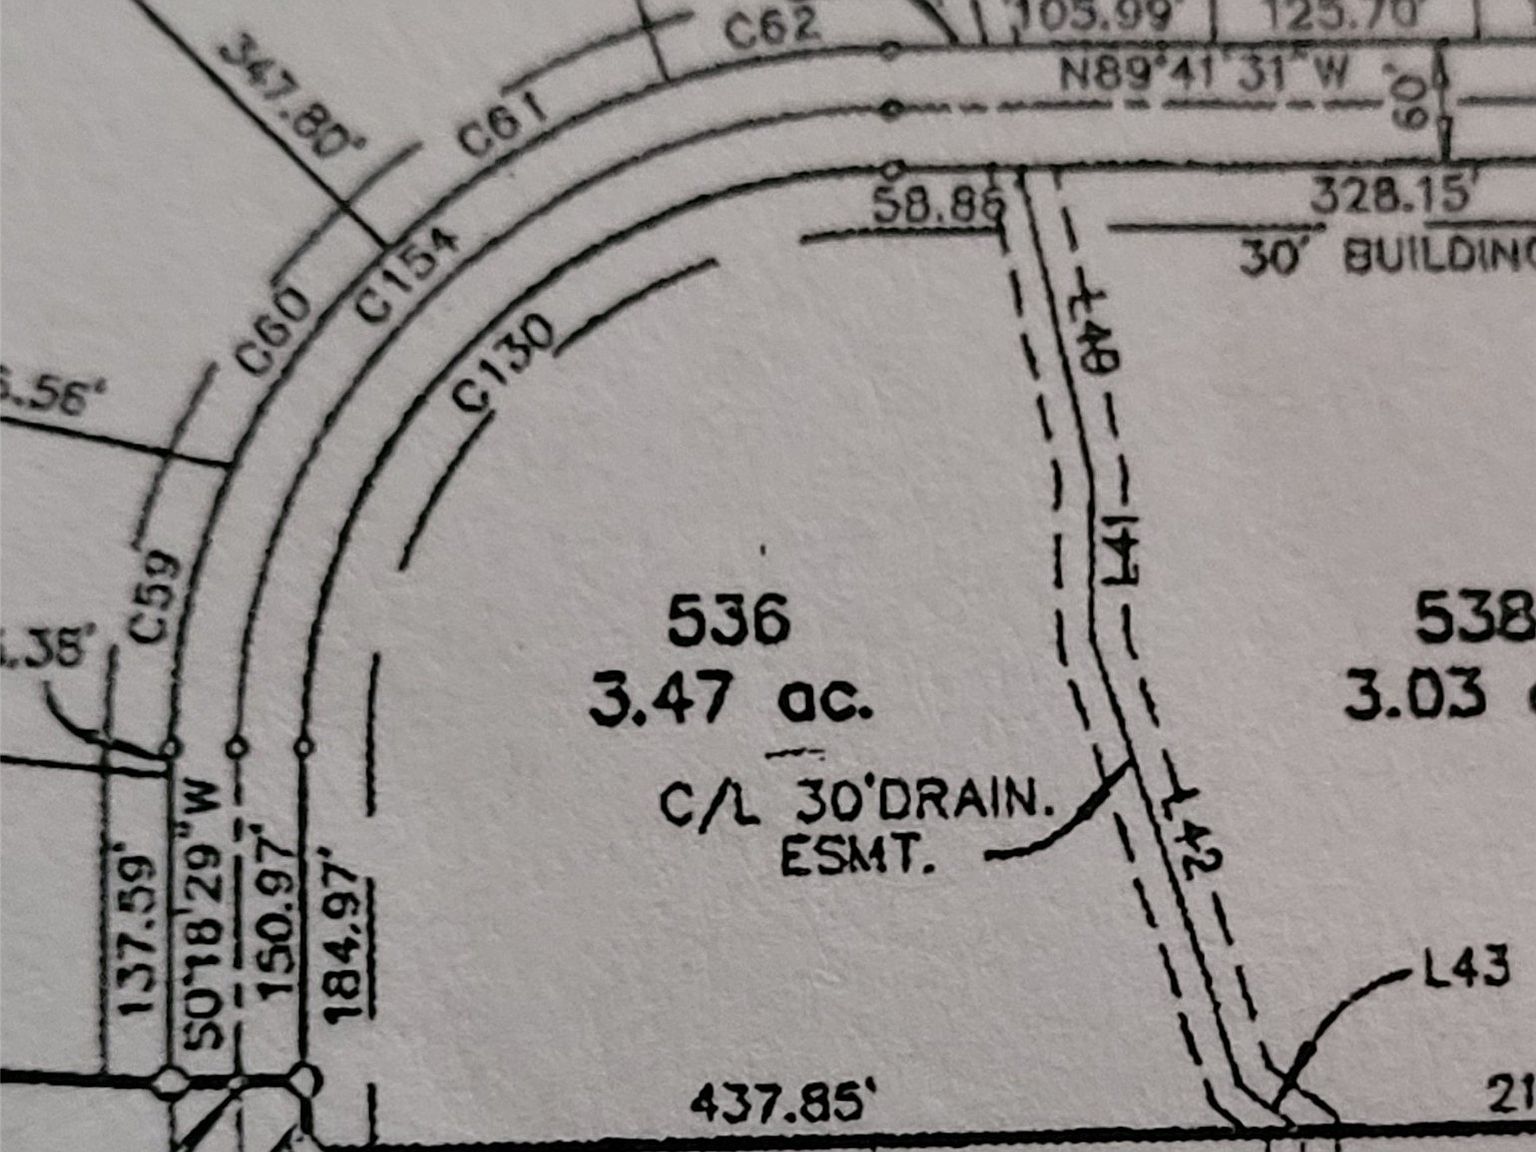 C62
105.99'
125.70'
347.80'
N89°41'31"W
60'
C61
58.86
328.15'
30' BUILDING
C154
C60
C130
L40
.56'
L41
C59
536
538
3.47 ac.
3.03
.38'
C/L 30'DRAIN.
ESMT.
L42
137.59'
S0°18'29"W
150.97'
184.97'
L43
437.85'
21